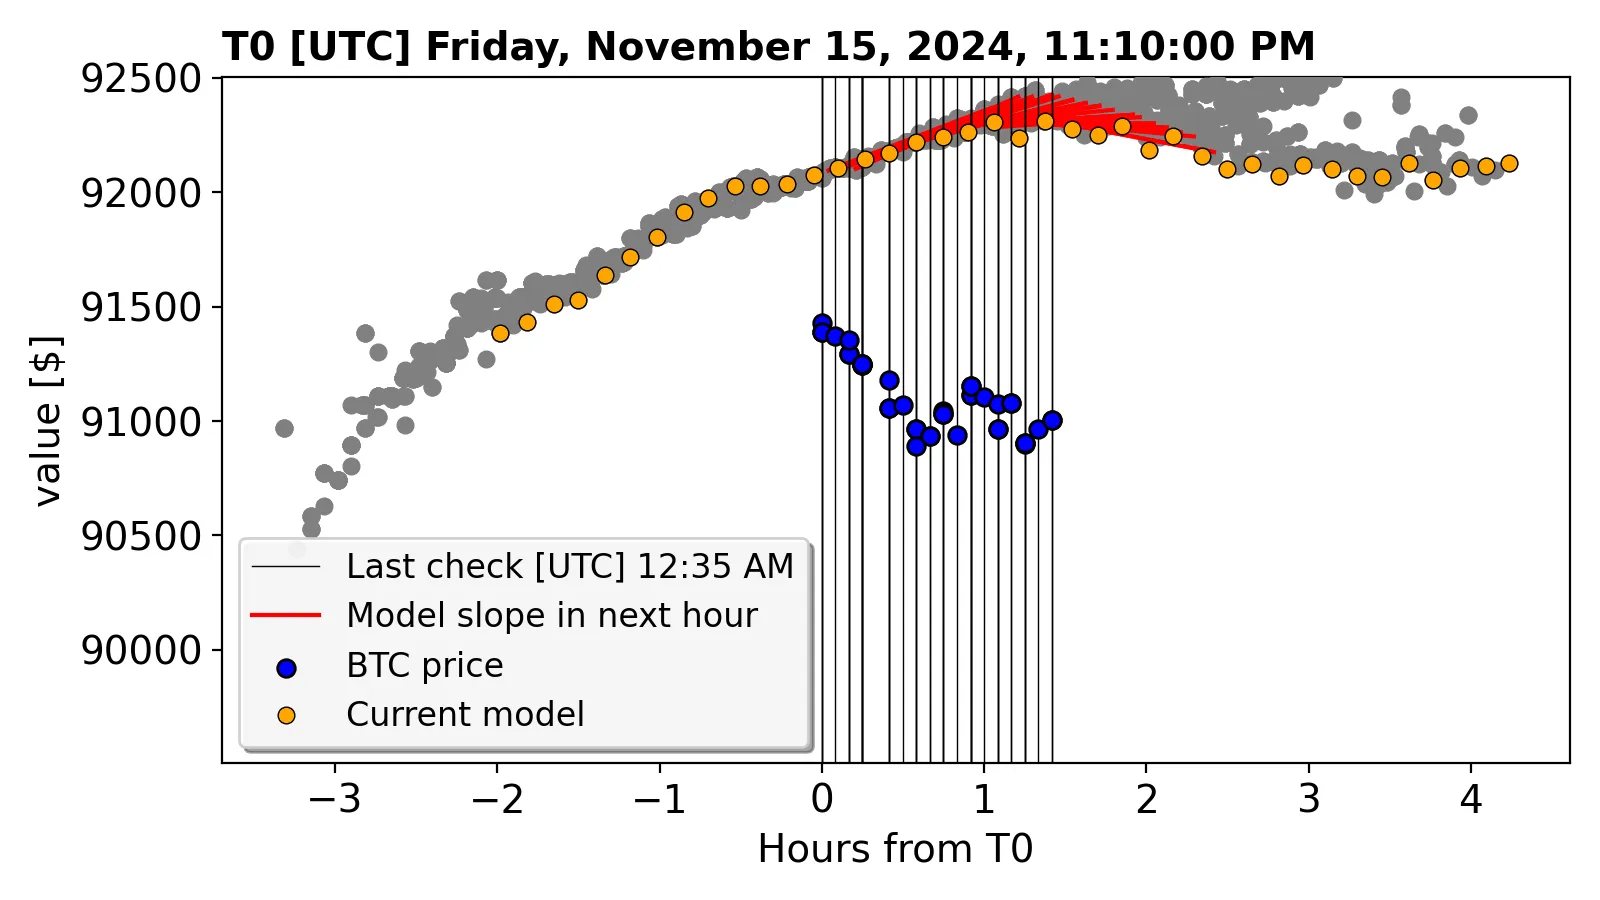 T0 [UTC] Friday, November 15, 2024, 11:10:00 PM
92500
92000
91500
91000
90500
90000
value [$]
Last check [UTC] 12:35 AM
Model slope in next hour
BTC price
Current model
−3 −2 −1 0 1 2 3 4
Hours from T0